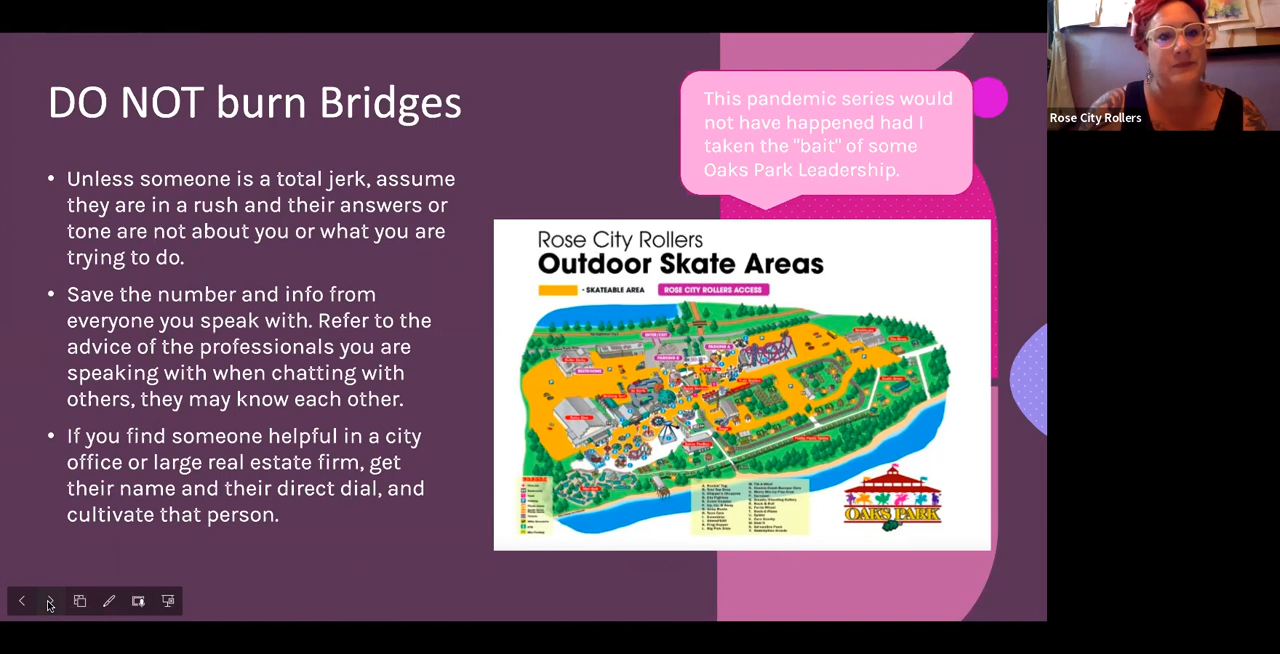 DO NOT burn Bridges
• Unless someone is a total jerk, assume
they are in a rush and their answers or
tone are not about you or what you are
trying to do.
• Save the number and info from
everyone you speak with. Refer to the
advice of the professionals you are
speaking with when chatting with
others, they may know each other.
• If you find someone helpful in a city
office or large real estate firm, get
their name and their direct dial, and
cultivate that person.
This pandemic series would
not have happened had I
taken the "bait" of some
Oaks Park Leadership.
Rose City Rollers
Outdoor Skate Areas
- SKATEABLE AREA
ROSE CITY ROLLERS ACCESS
OAKS PARK
Rose City Rollers